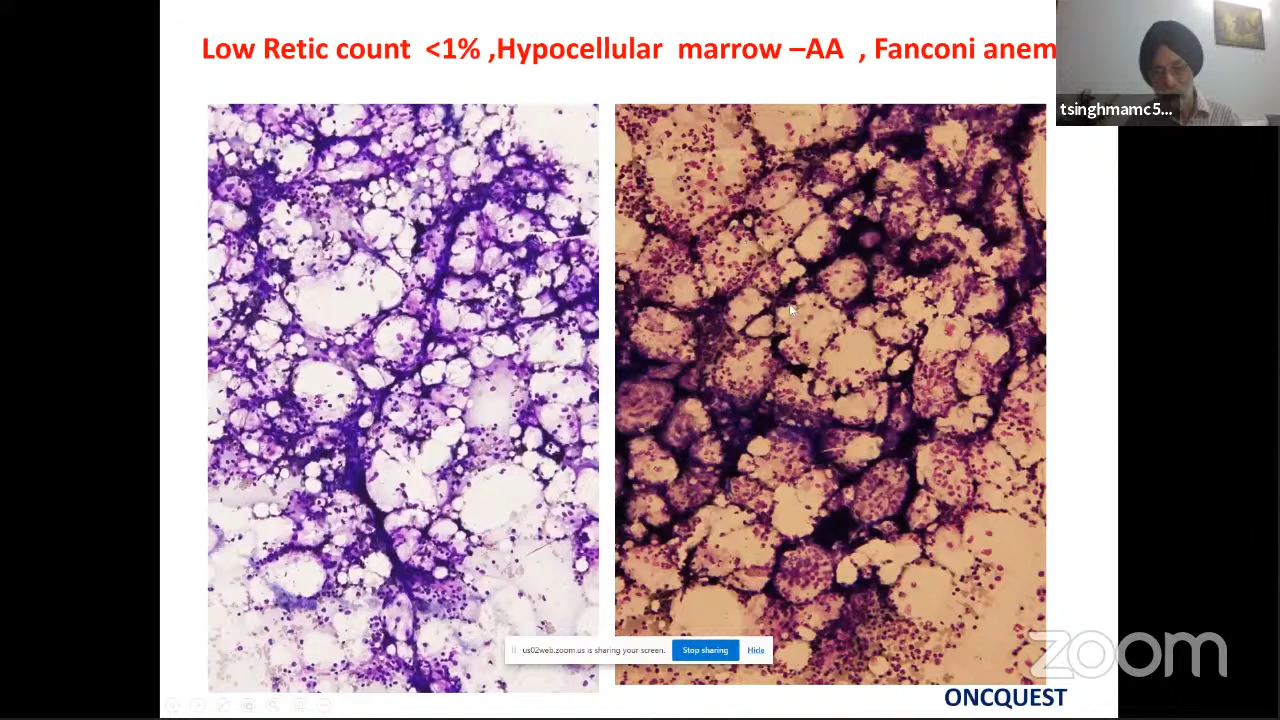 Low Retic count <1% ,Hypocellular marrow –AA , Fanconi anem
tsinghmamc5...
us02web.zoom.us is sharing your screen. Stop sharing Hide
zoom
ONCQUEST